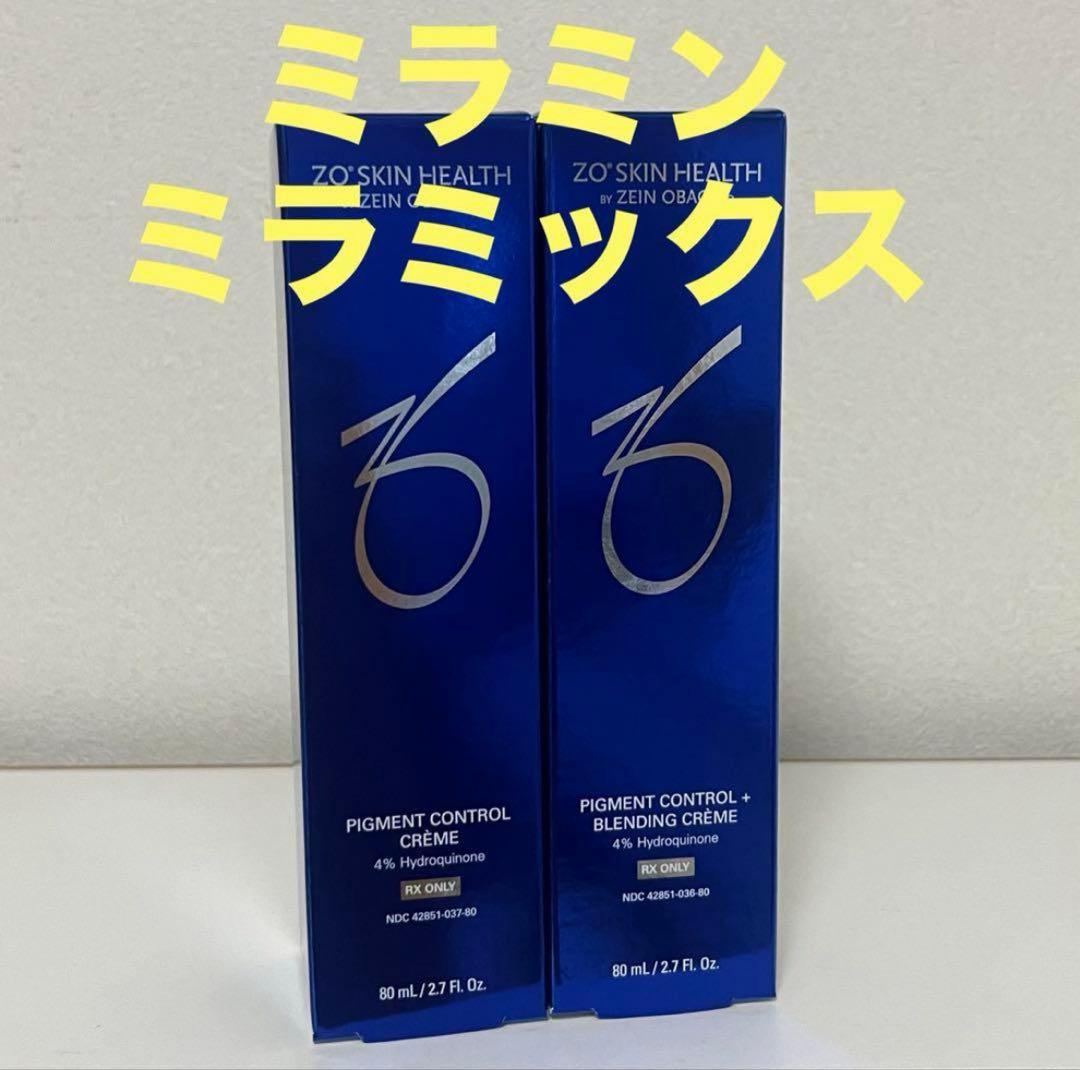 ミラミン
ミラミックス
ZO® SKIN HEALTH
ZEIN
PIGMENT CONTROL
CRÈME
4% Hydroquinone
RX ONLY
NDC 42851-037-80
80 mL / 2.7 Fl. Oz.
ZO® SKIN HEALTH
BY ZEIN
PIGMENT CONTROL +
BLENDING CRÈME
4% Hydroquinone
RX ONLY
NDC 42851-036-80
80 mL / 2.7 Fl. Oz.